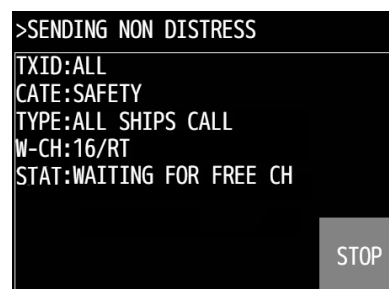 >SENDING NON DISTRESS
TXID:ALL
CATE:SAFETY
TYPE:ALL SHIPS CALL
W-CH:16/RT
STAT:WAITING FOR FREE CH
STOP